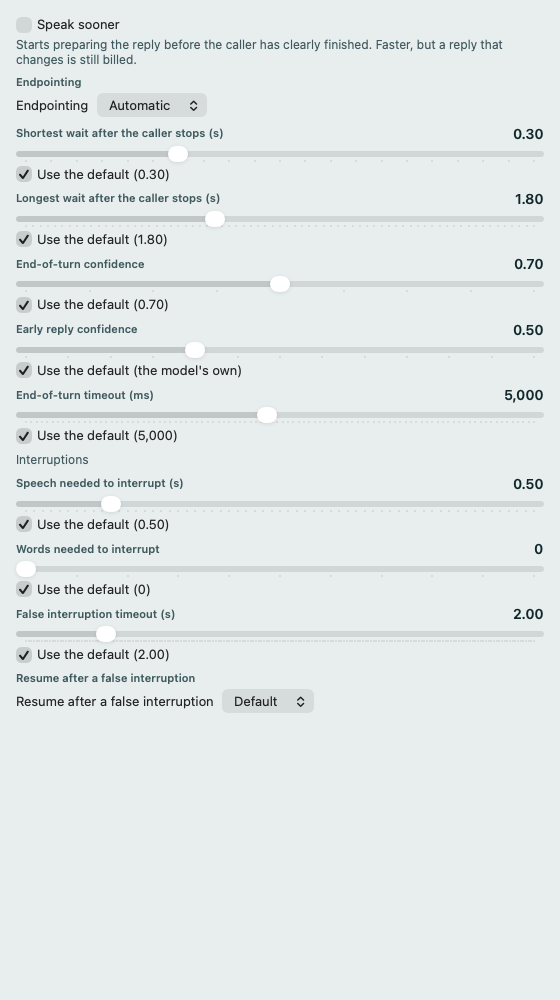 Speak sooner
Starts preparing the reply before the caller has clearly finished. Faster, but a reply that
changes is still billed.
Endpointing
Endpointing Automatic
Shortest wait after the caller stops (s) 0.30
Use the default (0.30)
Longest wait after the caller stops (s) 1.80
Use the default (1.80)
End-of-turn confidence 0.70
Use the default (0.70)
Early reply confidence 0.50
Use the default (the model's own)
End-of-turn timeout (ms) 5,000
Use the default (5,000)
Interruptions
Speech needed to interrupt (s) 0.50
Use the default (0.50)
Words needed to interrupt 0
Use the default (0)
False interruption timeout (s) 2.00
Use the default (2.00)
Resume after a false interruption
Resume after a false interruption Default